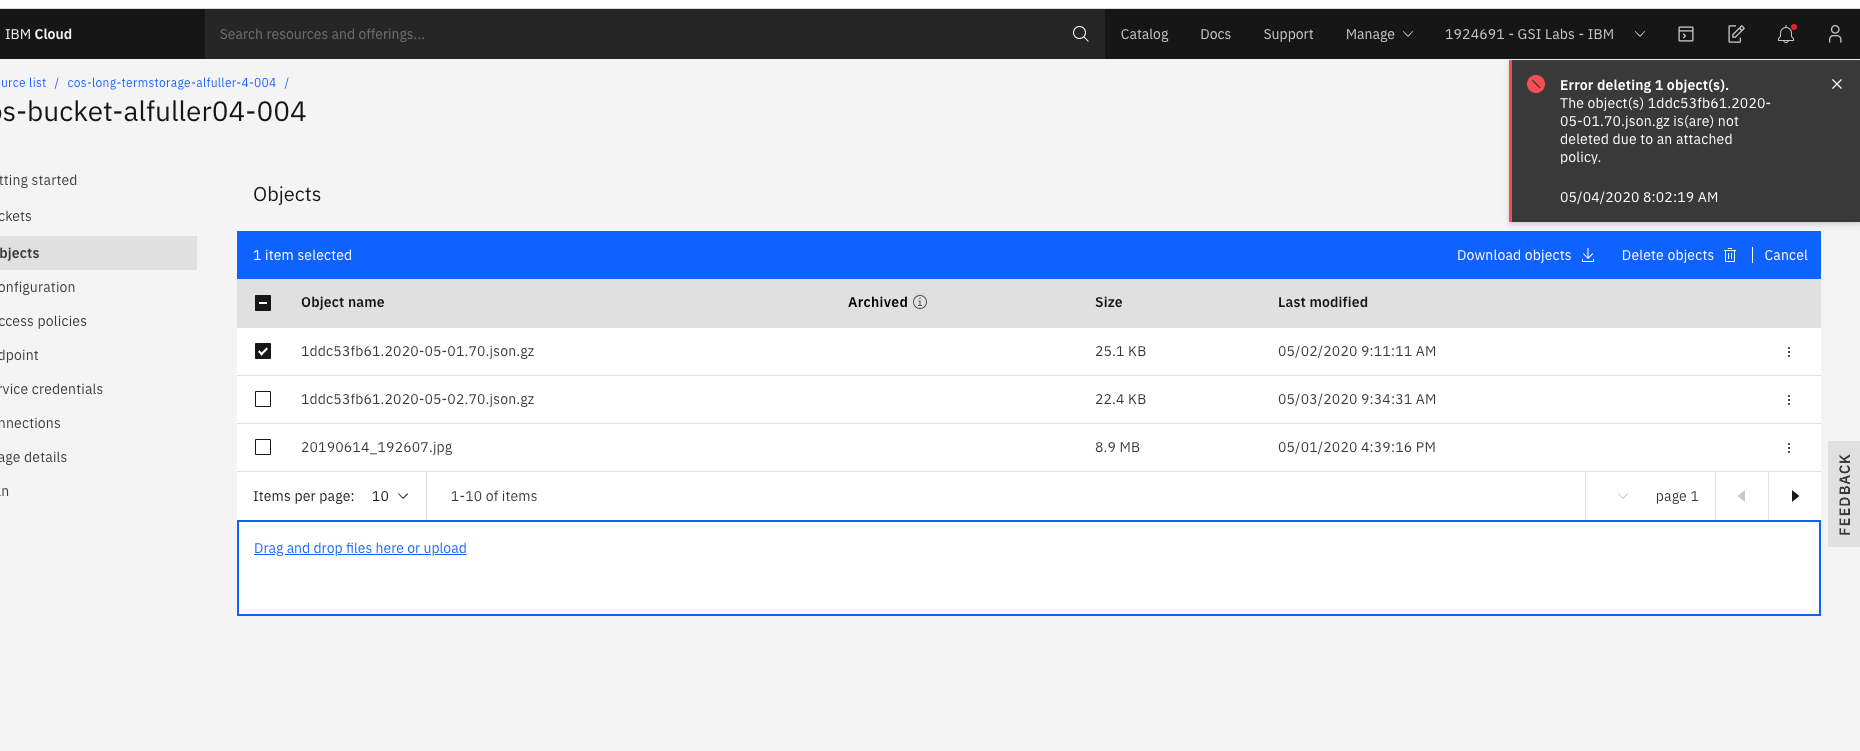 IBM Cloud
Search resources and offerings...
Catalog
Docs
Support
Manage
1924691 - GSI Labs - IBM
urce list / cos-long-termstorage-alfuller-4-004 /
os-bucket-alfuller04-004
Error deleting 1 object(s).
The object(s) 1ddc53fb61.2020-
05-01.70.json.gz is(are) not
deleted due to an attached
policy.
05/04/2020 8:02:19 AM
tting started
ckets
bjects
onfiguration
ccess policies
dpoint
rvice credentials
nnections
age details
n
Objects
1 item selected
Download objects
Delete objects
Cancel
Object name Archived Size Last modified
1ddc53fb61.2020-05-01.70.json.gz 25.1 KB 05/02/2020 9:11:11 AM
1ddc53fb61.2020-05-02.70.json.gz 22.4 KB 05/03/2020 9:34:31 AM
20190614_192607.jpg 8.9 MB 05/01/2020 4:39:16 PM
Items per page: 10 1-10 of items page 1
Drag and drop files here or upload
FEEDBACK